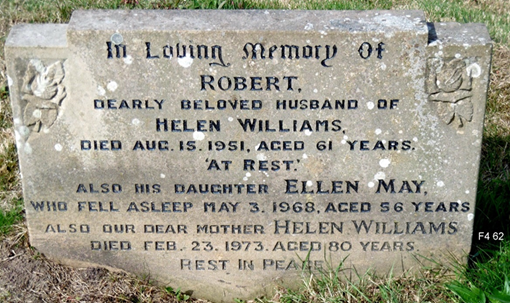 In Loving Memory Of
ROBERT,
DEARLY BELOVED HUSBAND OF
HELEN WILLIAMS,
DIED AUG. 15. 1951, AGED 61 YEARS.
'AT REST.'
ALSO HIS DAUGHTER ELLEN MAY,
WHO FELL ASLEEP MAY 3. 1968, AGED 56 YEARS
ALSO OUR DEAR MOTHER HELEN WILLIAMS
DIED FEB. 23. 1973. AGED 80 YEARS.
REST IN PEACE
F4 62